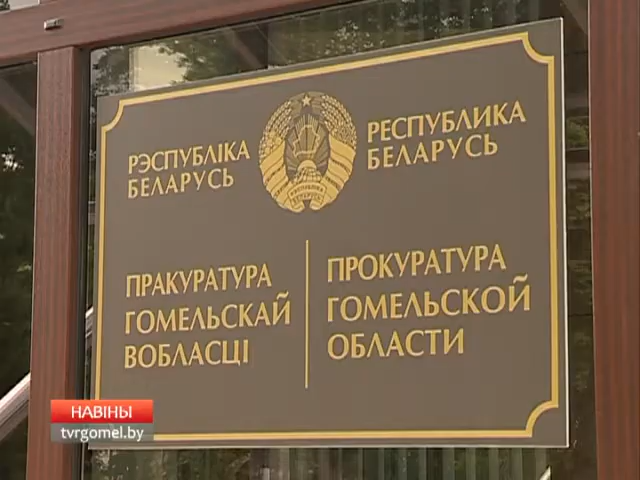 РЭСПУБЛІКА
БЕЛАРУСЬ
РЕСПУБЛИКА
БЕЛАРУСЬ
ПРАКУРАТУРА
ГОМЕЛЬСКАЙ
ВОБЛАСЦІ
ПРОКУРАТУРА
ГОМЕЛЬСКОЙ
ОБЛАСТИ
НАВІНЫ
tvrgomel.by